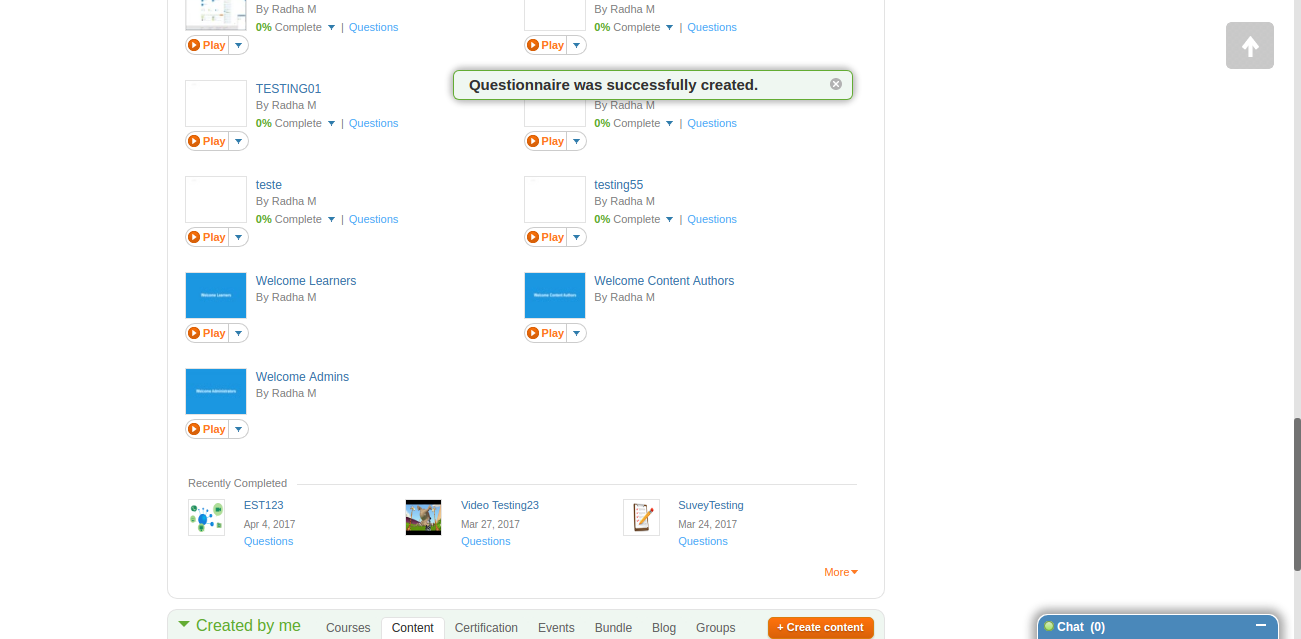 By Radha M
By Radha M
0% Complete | Questions
0% Complete | Questions
Play
Play
Questionnaire was successfully created.
TESTING01
By Radha M
By Radha M
0% Complete | Questions
0% Complete | Questions
Play
Play
teste
testing55
By Radha M
By Radha M
0% Complete | Questions
0% Complete | Questions
Play
Play
Welcome Learners
Welcome Learners
By Radha M
Welcome Content Authors
Welcome Content Authors
By Radha M
Play
Play
Welcome Administrators
Welcome Admins
By Radha M
Play
Recently Completed
EST123
Apr 4, 2017
Questions
Video Testing23
Mar 27, 2017
Questions
SuveyTesting
Mar 24, 2017
Questions
More
Created by me
Courses Content Certification Events Bundle Blog Groups
+ Create content
Chat (0)